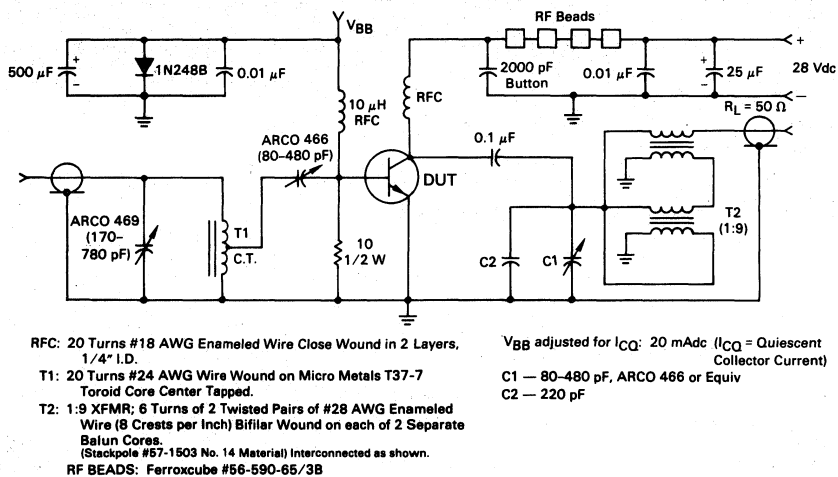 RF Beads
VBB
+
500 μF
+
−
1N248B
0.01 μF
2000 pF
Button
0.01 μF
+
−
25 μF
28 Vdc
−
10 μH
RFC
RFC
RL = 50 Ω
ARCO 466
(80–480 pF)
0.1 μF
DUT
ARCO 469
(170–
780 pF)
T1
C.T.
10
1/2 W
C2
C1
T2
(1:9)
RFC: 20 Turns #18 AWG Enameled Wire Close Wound in 2 Layers,
1/4" I.D.
T1: 20 Turns #24 AWG Wire Wound on Micro Metals T37-7
Toroid Core Center Tapped.
T2: 1:9 XFMR; 6 Turns of 2 Twisted Pairs of #28 AWG Enameled
Wire (8 Crests per Inch) Bifilar Wound on each of 2 Separate
Balun Cores.
(Stackpole #57-1503 No. 14 Material) Interconnected as shown.
RF BEADS: Ferroxcube #56-590-65/3B
VBB adjusted for ICQ: 20 mAdc (ICQ = Quiescent
Collector Current)
C1 — 80–480 pF, ARCO 466 or Equiv
C2 — 220 pF